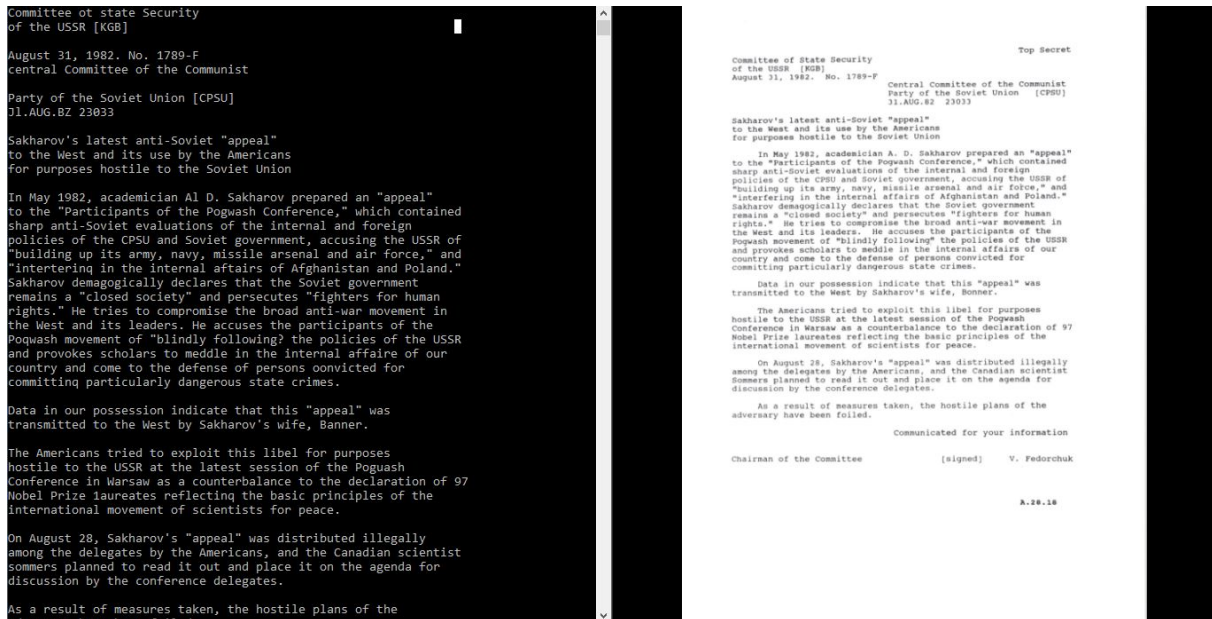 Committee ot state Security
of the USSR [KGB]
August 31, 1982. No. 1789-F
central Committee of the Communist
Party of the Soviet Union [CPSU]
Jl.AUG.BZ 23033
Sakharov's latest anti-Soviet "appeal"
to the West and its use by the Americans
for purposes hostile to the Soviet Union
In May 1982, academician Al D. Sakharov prepared an "appeal"
to the "Participants of the Pogwash Conference," which contained
sharp anti-Soviet evaluations of the internal and foreign
policies of the CPSU and Soviet government, accusing the USSR of
"building up its army, navy, missile arsenal and air force," and
"intertering in the internal aftairs of Afghanistan and Poland."
Sakharov demagogically declares that the Soviet government
remains a "closed society" and persecutes "fighters for human
rights." He tries to compromise the broad anti-war movement in
the West and its leaders. He accuses the participants of the
Poqwash movement of "blindly following? the policies of the USSR
and provokes scholars to meddle in the internal affaire of our
country and come to the defense of persons oonvicted for
committinq particularly dangerous state crimes.
Data in our possession indicate that this "appeal" was
transmitted to the West by Sakharov's wife, Banner.
The Americans tried to exploit this libel for purposes
hostile to the USSR at the latest session of the Poguash
Conference in Warsaw as a counterbalance to the declaration of 97
Nobel Prize 1aureates reflectinq the basic principles of the
international movement of scientists for peace.
On August 28, Sakharov's "appeal" was distributed illegally
among the delegates by the Americans, and the Canadian scientist
sommers planned to read it out and place it on the agenda for
discussion by the conference delegates.
As a result of measures taken, the hostile plans of the
Top Secret
Committee of State Security
of the USSR [KGB]
August 31, 1982. No. 1789-F
Central Committee of the Communist
Party of the Soviet Union [CPSU]
31.AUG.82 23033
Sakharov's latest anti-Soviet "appeal"
to the West and its use by the Americans
for purposes hostile to the Soviet Union
In May 1982, academician A. D. Sakharov prepared an "appeal"
to the "Participants of the Pogwash Conference," which contained
sharp anti-Soviet evaluations of the internal and foreign
policies of the CPSU and Soviet government, accusing the USSR of
"building up its army, navy, missile arsenal and air force," and
"interfering in the internal affairs of Afghanistan and Poland."
Sakharov demagogically declares that the Soviet government
remains a "closed society" and persecutes "fighters for human
rights." He tries to compromise the broad anti-war movement in
the West and its leaders. He accuses the participants of the
Pogwash movement of "blindly following" the policies of the USSR
and provokes scholars to meddle in the internal affairs of our
country and come to the defense of persons convicted for
committing particularly dangerous state crimes.
Data in our possession indicate that this "appeal" was
transmitted to the West by Sakharov's wife, Bonner.
The Americans tried to exploit this libel for purposes
hostile to the USSR at the latest session of the Pogwash
Conference in Warsaw as a counterbalance to the declaration of 97
Nobel Prize laureates reflecting the basic principles of the
international movement of scientists for peace.
On August 28, Sakharov's "appeal" was distributed illegally
among the delegates by the Americans, and the Canadian scientist
Sommers planned to read it out and place it on the agenda for
discussion by the conference delegates.
As a result of measures taken, the hostile plans of the
adversary have been foiled.
Communicated for your information
Chairman of the Committee [signed] V. Fedorchuk
A.28.16